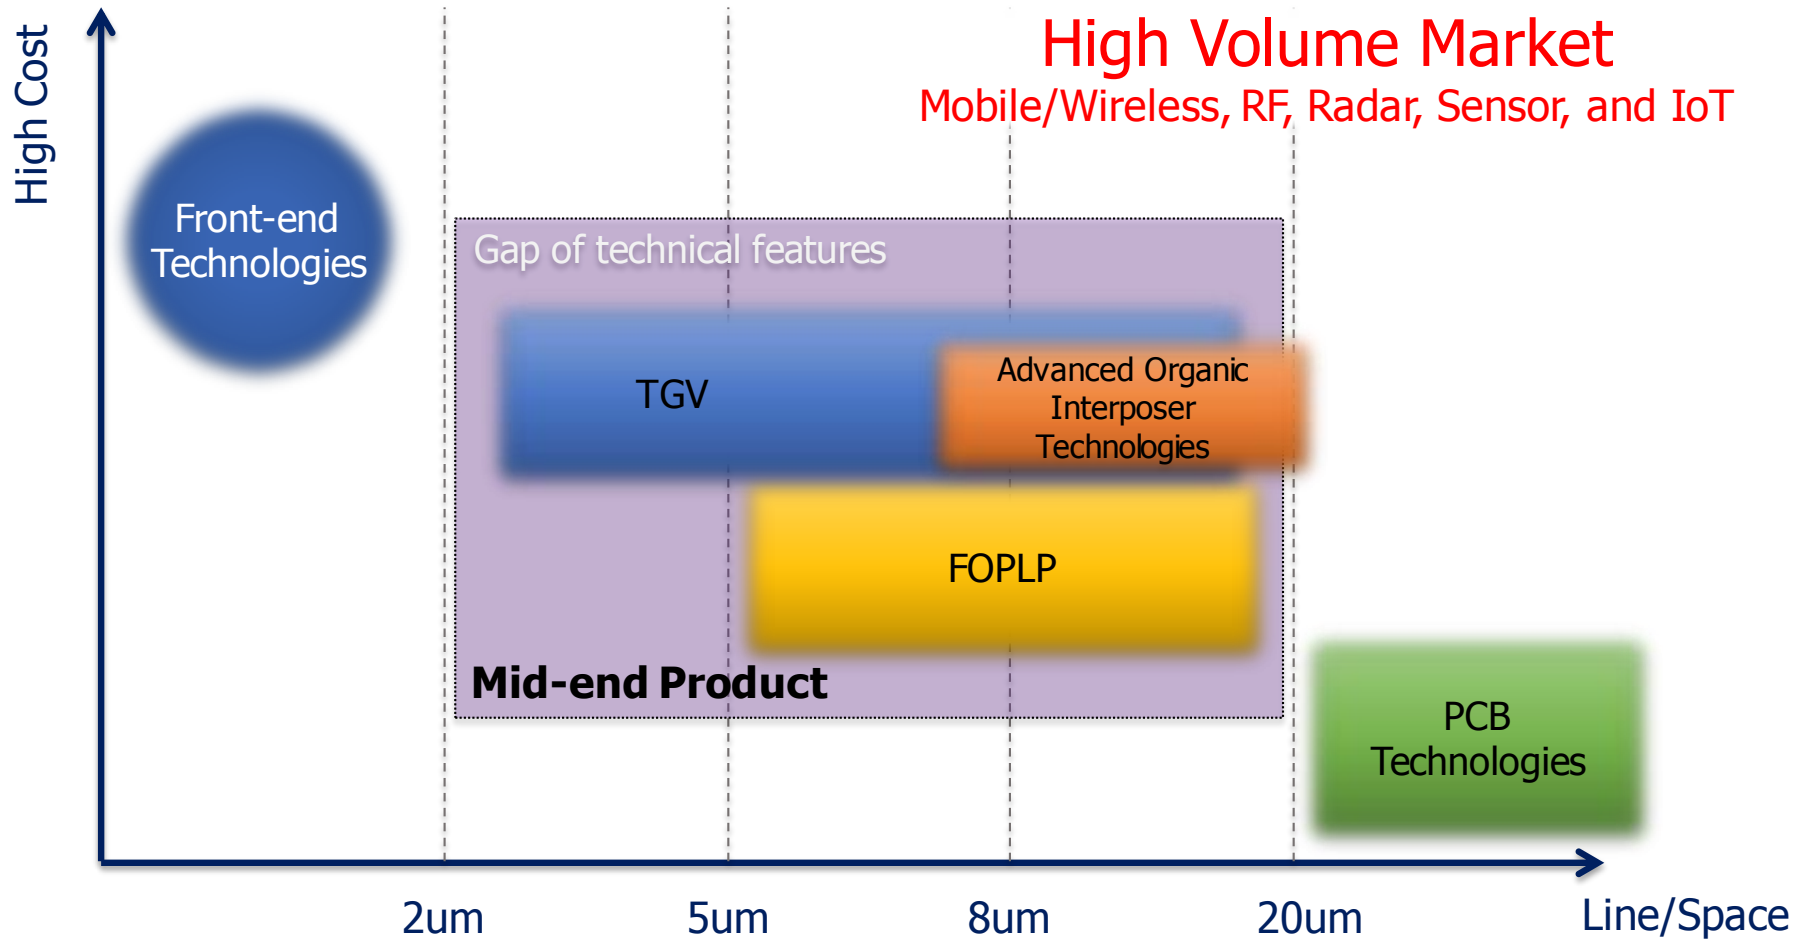 High Cost
High Volume Market
Mobile/Wireless, RF, Radar, Sensor, and IoT
Front-end
Technologies
Gap of technical features
TGV
Advanced Organic
Interposer
Technologies
FOPLP
Mid-end Product
PCB
Technologies
2um
5um
8um
20um
Line/Space